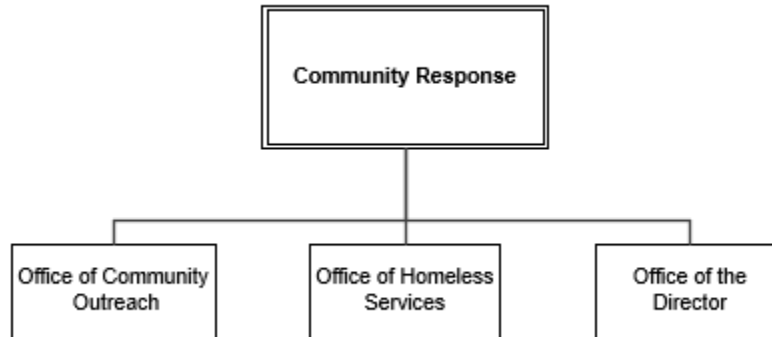 Community Response
Office of Community
Outreach
Office of Homeless
Services
Office of the
Director